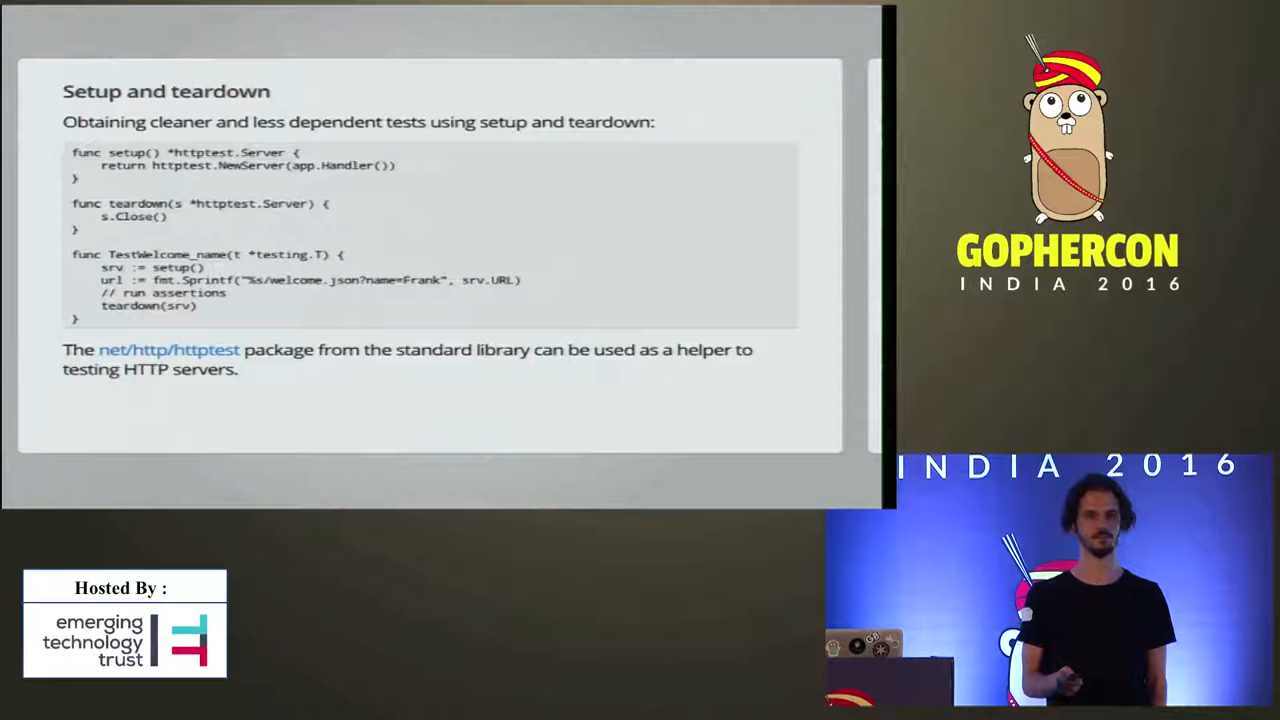 Setup and teardown
Obtaining cleaner and less dependent tests using setup and teardown:
func setup() *httptest.Server {
return httptest.NewServer(app.Handler())
}
func teardown(s *httptest.Server) {
s.Close()
}
func TestWelcome_name(t *testing.T) {
srv := setup()
url := fmt.Sprintf("%s/welcome.json?name=Frank", srv.URL)
// run assertions
teardown(srv)
}
The net/http/httptest package from the standard library can be used as a helper to
testing HTTP servers.
GOPHERCON
INDIA 2016
INDIA 2016
GB
Hosted By :
emerging
technology
trust